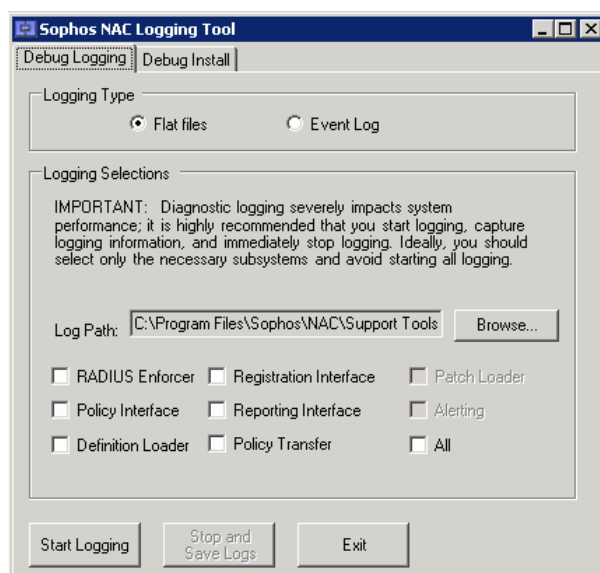 Sophos NAC Logging Tool
Debug Logging Debug Install
Logging Type
Flat files Event Log
Logging Selections
IMPORTANT: Diagnostic logging severely impacts system
performance; it is highly recommended that you start logging, capture
logging information, and immediately stop logging. Ideally, you should
select only the necessary subsystems and avoid starting all logging.
Log Path: C:\Program Files\Sophos\NAC\Support Tools Browse...
RADIUS Enforcer Registration Interface Patch Loader
Policy Interface Reporting Interface Alerting
Definition Loader Policy Transfer All
Start Logging Stop and Save Logs Exit